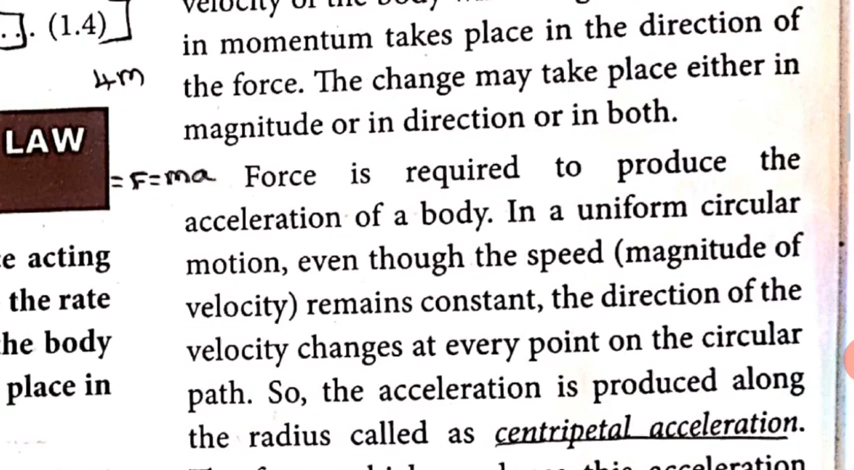 (1.4)
4m
LAW
acting
the rate
the body
place in
in momentum takes place in the direction of
the force. The change may take place either in
magnitude or in direction or in both.
= F=ma Force is required to produce the
acceleration of a body. In a uniform circular
motion, even though the speed (magnitude of
velocity) remains constant, the direction of the
velocity changes at every point on the circular
path. So, the acceleration is produced along
the radius called as centripetal acceleration.
this acceleration